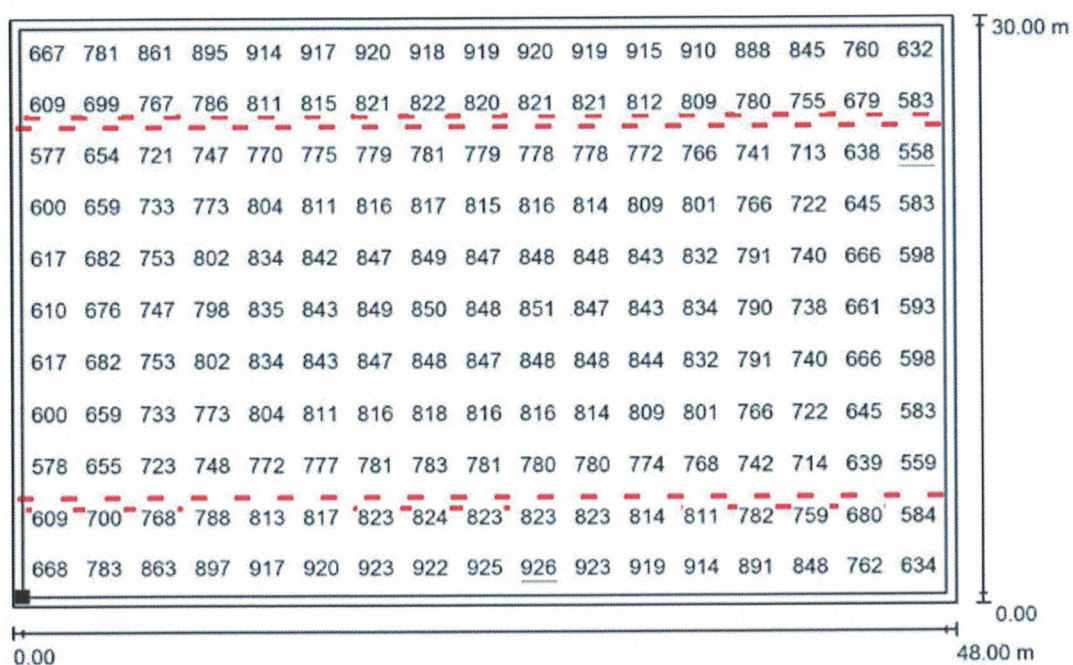 30.00 m
667 781 861 895 914 917 920 918 919 920 919 915 910 888 845 760 632
609 699 767 786 811 815 821 822 820 821 821 812 809 780 755 679 583
577 654 721 747 770 775 779 781 779 778 778 772 766 741 713 638 558
600 659 733 773 804 811 816 817 815 816 814 809 801 766 722 645 583
617 682 753 802 834 842 847 849 847 848 848 843 832 791 740 666 598
610 676 747 798 835 843 849 850 848 851 847 843 834 790 738 661 593
617 682 753 802 834 843 847 848 847 848 848 844 832 791 740 666 598
600 659 733 773 804 811 816 818 816 816 814 809 801 766 722 645 583
578 655 723 748 772 777 781 783 781 780 780 774 768 742 714 639 559
609 700 768 788 813 817 823 824 823 823 823 814 811 782 759 680 584
668 783 863 897 917 920 923 922 925 926 923 919 914 891 848 762 634
0.00
0.00 48.00 m